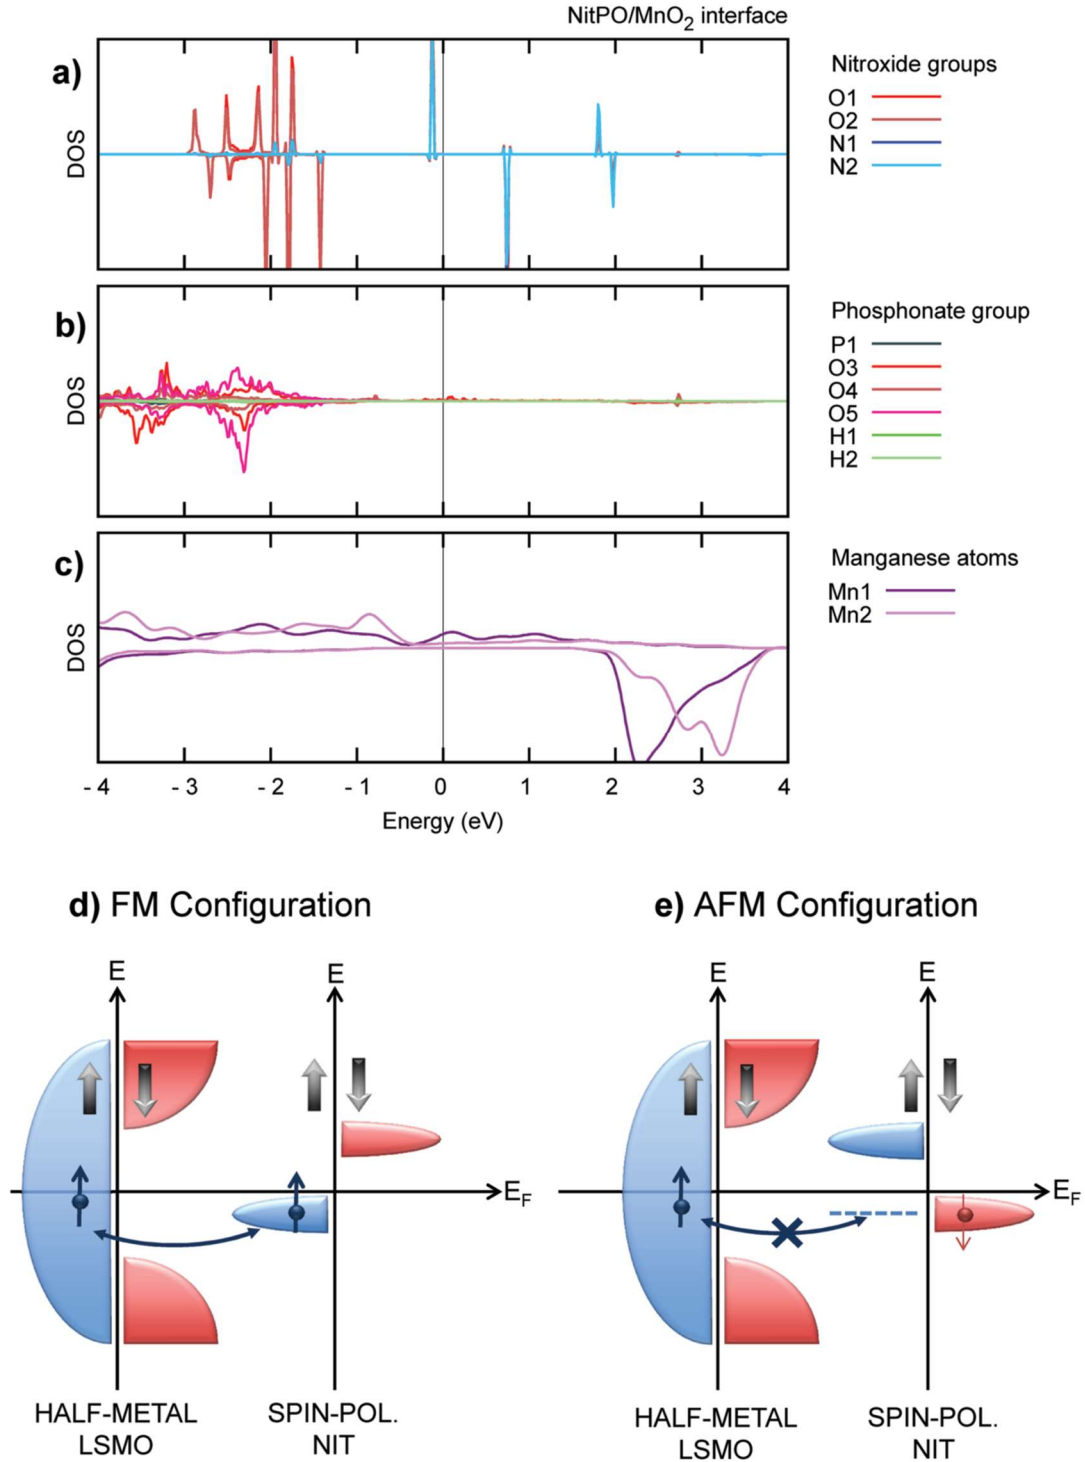 NitPO/MnO2 interface
a)
DOS
Nitroxide groups
O1
O2
N1
N2
b)
DOS
Phosphonate group
P1
O3
O4
O5
H1
H2
c)
DOS
Manganese atoms
Mn1
Mn2
- 4 - 3 - 2 - 1 0 1 2 3 4
Energy (eV)
d) FM Configuration
E
E
EF
HALF-METAL
LSMO
SPIN-POL.
NIT
e) AFM Configuration
E
E
EF
HALF-METAL
LSMO
SPIN-POL.
NIT